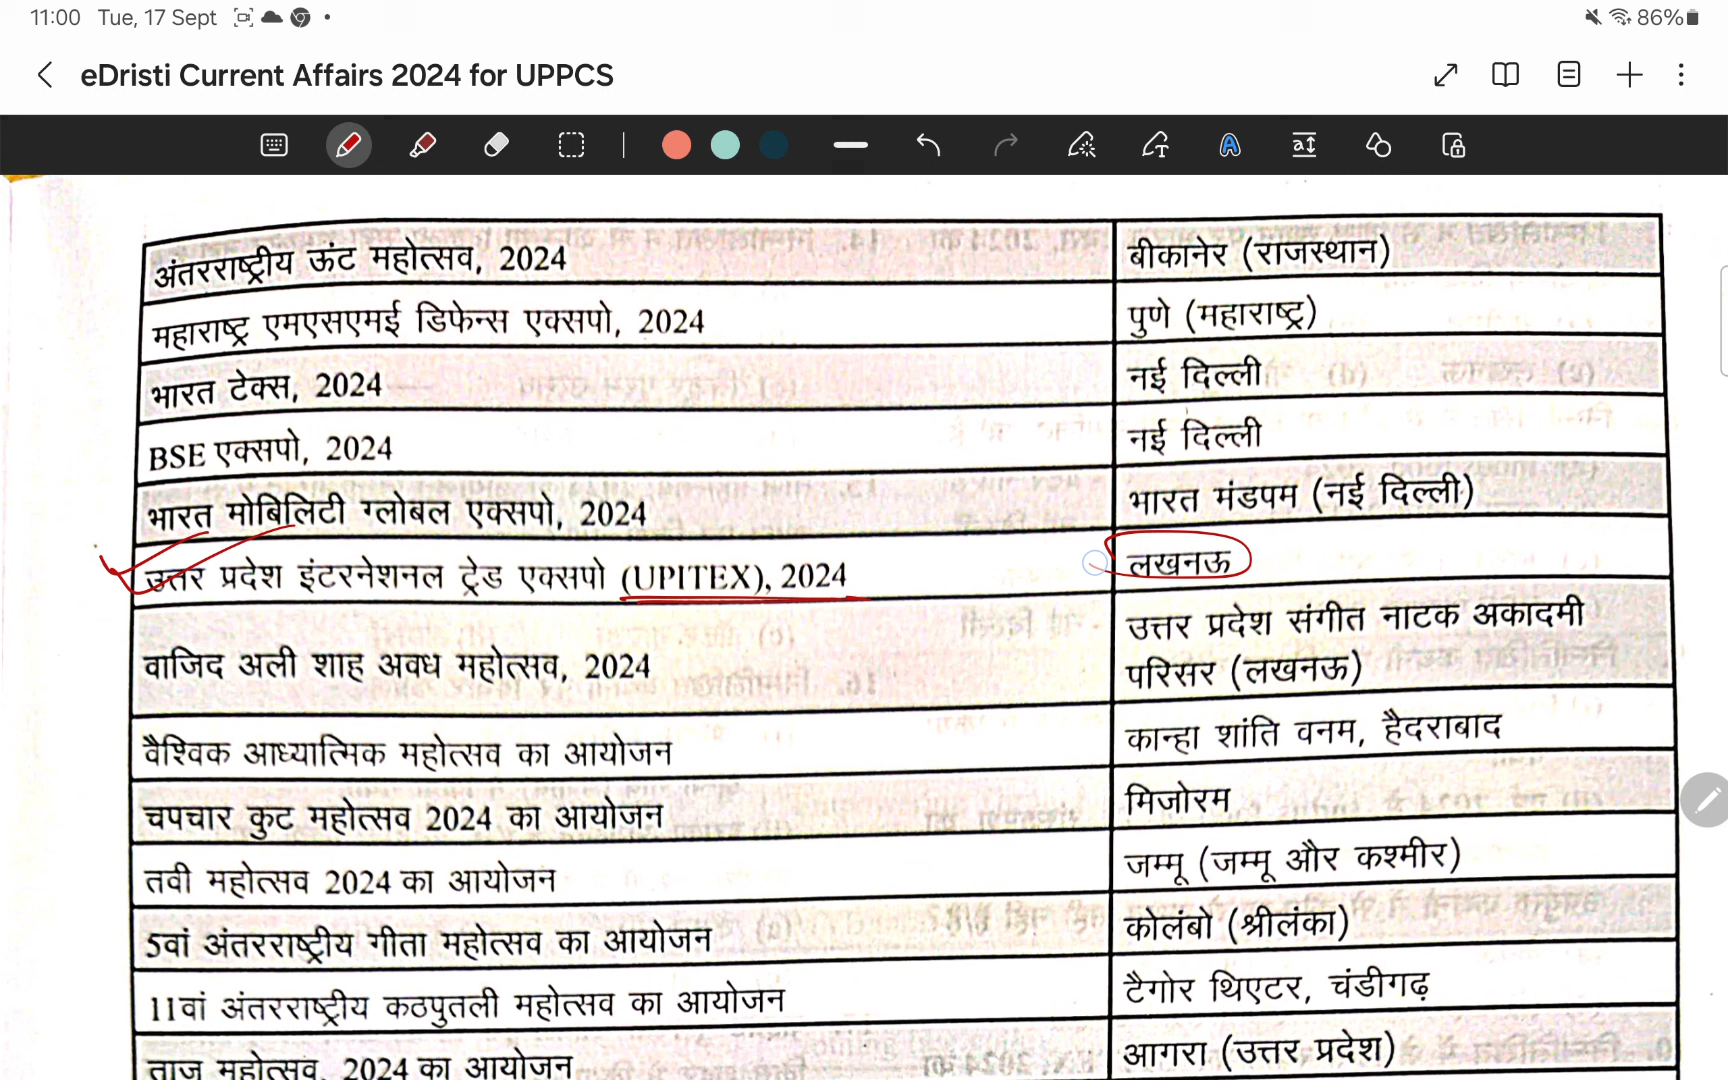 11:00 Tue, 17 Sept 86%
eDristi Current Affairs 2024 for UPPCS
अंतरराष्ट्रीय ऊंट महोत्सव, 2024 बीकानेर (राजस्थान)
महाराष्ट्र एमएसएमई डिफेन्स एक्सपो, 2024 पुणे (महाराष्ट्र)
भारत टेक्स, 2024 नई दिल्ली
BSE एक्सपो, 2024 नई दिल्ली
भारत मोबिलिटी ग्लोबल एक्सपो, 2024 भारत मंडपम (नई दिल्ली)
उत्तर प्रदेश इंटरनेशनल ट्रेड एक्सपो (UPITEX), 2024 लखनऊ
वाजिद अली शाह अवध महोत्सव, 2024 उत्तर प्रदेश संगीत नाटक अकादमी
परिसर (लखनऊ)
वैश्विक आध्यात्मिक महोत्सव का आयोजन कान्हा शांति वनम, हैदराबाद
चपचार कुट महोत्सव 2024 का आयोजन मिजोरम
तवी महोत्सव 2024 का आयोजन जम्मू (जम्मू और कश्मीर)
5वां अंतरराष्ट्रीय गीता महोत्सव का आयोजन कोलंबो (श्रीलंका)
11वां अंतरराष्ट्रीय कठपुतली महोत्सव का आयोजन टैगोर थिएटर, चंडीगढ़
ताज महोत्सव, 2024 का आयोजन आगरा (उत्तर प्रदेश)